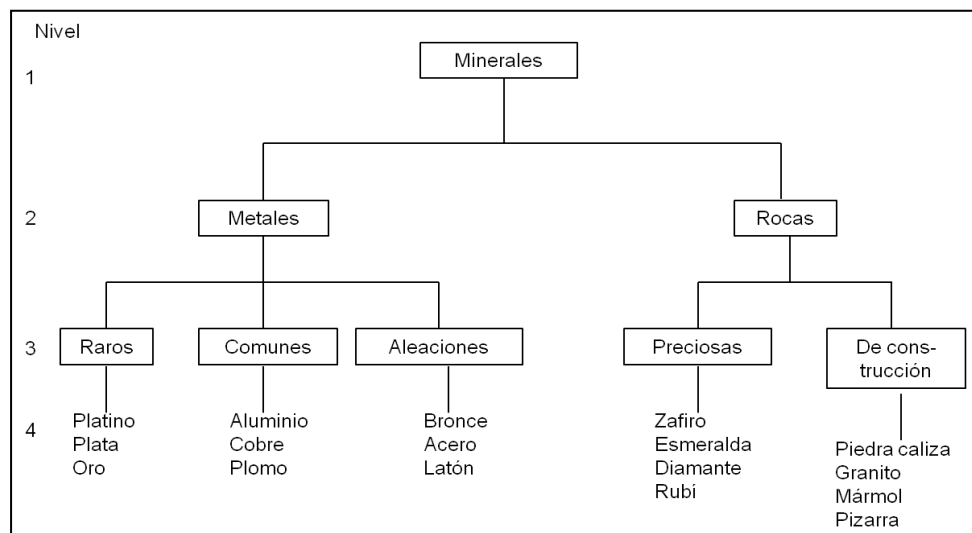 Nivel
1
Minerales
2
Metales
Rocas
3
Raros
Comunes
Aleaciones
Preciosas
De cons-
trucción
4
Platino
Plata
Oro
Aluminio
Cobre
Plomo
Bronce
Acero
Latón
Zafiro
Esmeralda
Diamante
Rubí
Piedra caliza
Granito
Mármol
Pizarra